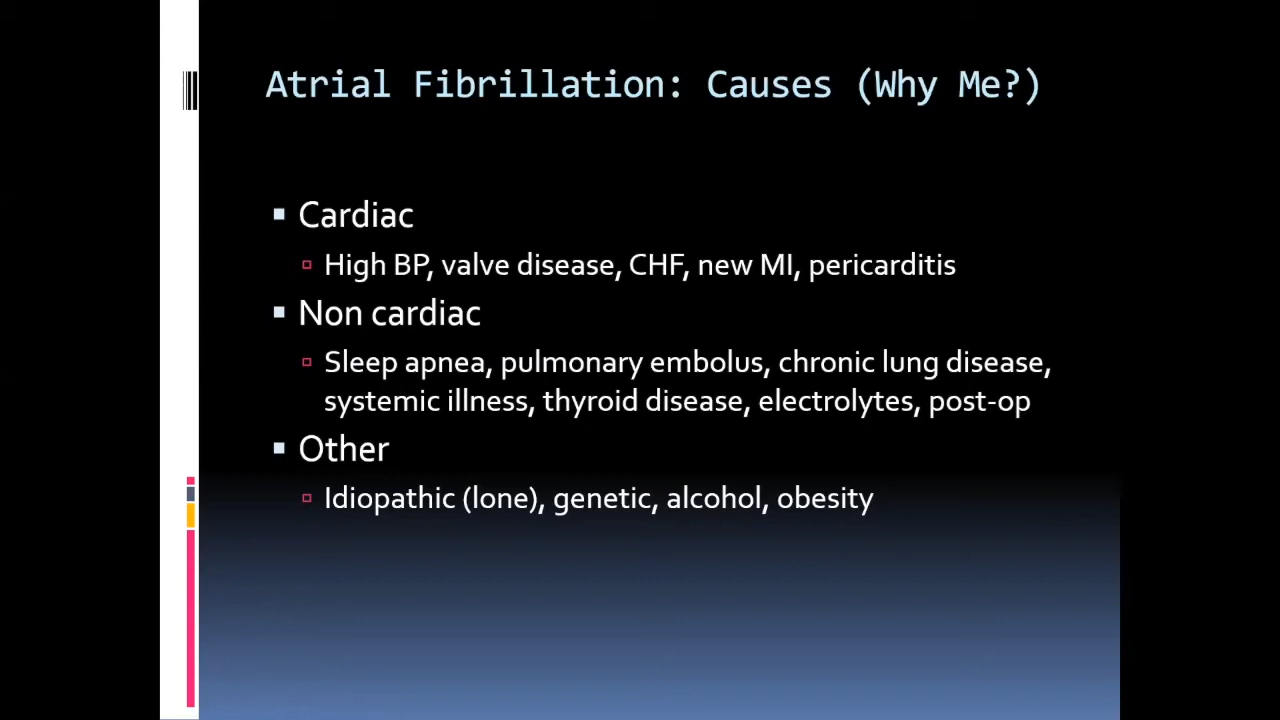 Atrial Fibrillation: Causes (Why Me?)
Cardiac
High BP, valve disease, CHF, new MI, pericarditis
Non cardiac
Sleep apnea, pulmonary embolus, chronic lung disease,
systemic illness, thyroid disease, electrolytes, post-op
Other
Idiopathic (lone), genetic, alcohol, obesity